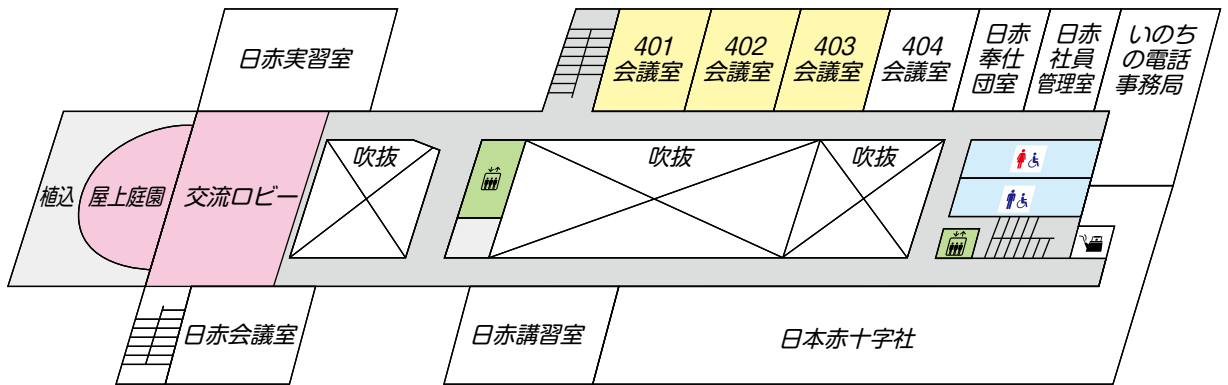 日赤実習室
401
会議室
402
会議室
403
会議室
404
会議室
日赤
奉仕
団室
日赤
社員
管理室
いのち
の電話
事務局
植込
屋上庭園
交流ロビー
吹抜
吹抜
吹抜
日赤会議室
日赤講習室
日本赤十字社